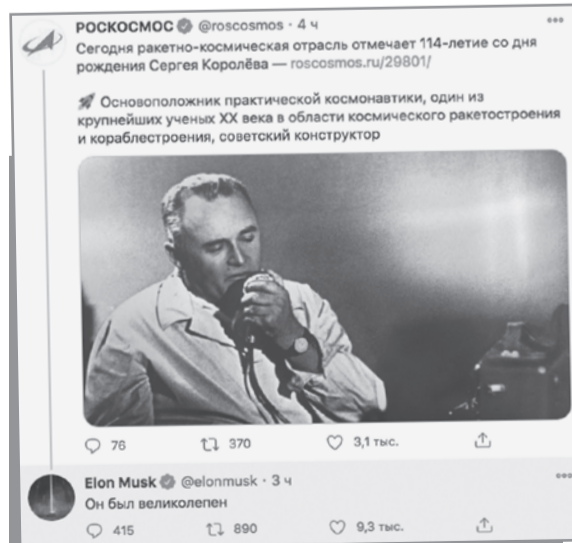 РОСКОСМОС @roscosmos · 4 ч
Сегодня ракетно-космическая отрасль отмечает 114-летие со дня
рождения Сергея Королёва — roscosmos.ru/29801/
🚀 Основоположник практической космонавтики, один из
крупнейших ученых XX века в области космического ракетостроения
и кораблестроения, советский конструктор
76 370 3,1 тыс.
Elon Musk @elonmusk · 3 ч
Он был великолепен
415 890 9,3 тыс.